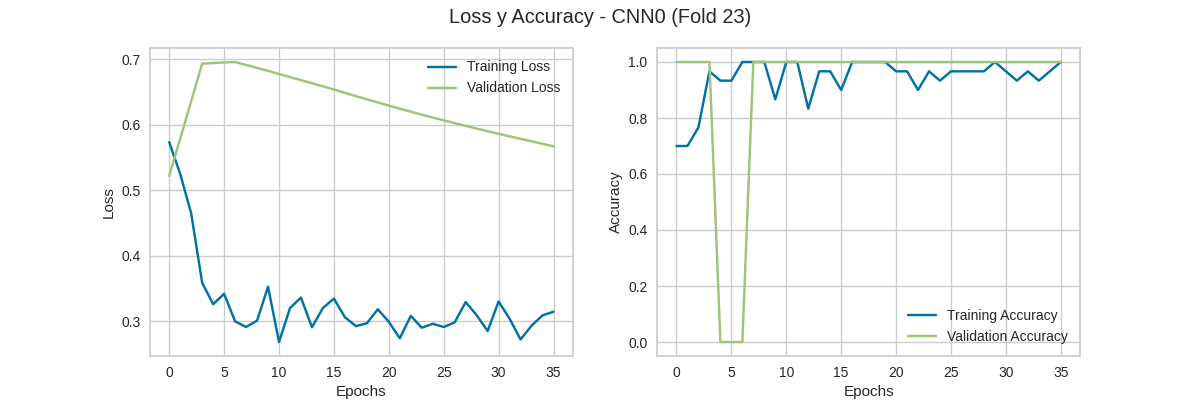 Loss y Accuracy - CNN0 (Fold 23)
0.7
0.6
0.5
0.4
0.3
Loss
0 5 10 15 20 25 30 35
Epochs
Training Loss
Validation Loss
1.0
0.8
0.6
0.4
0.2
0.0
Accuracy
0 5 10 15 20 25 30 35
Epochs
Training Accuracy
Validation Accuracy